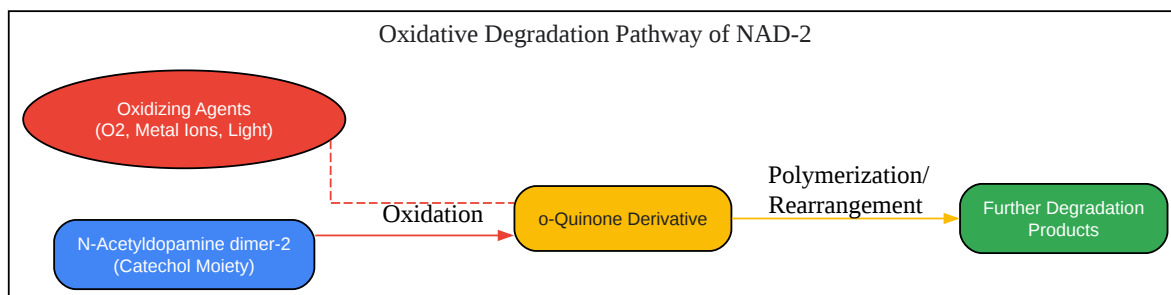 Oxidative Degradation Pathway of NAD-2
Oxidizing Agents
(O2, Metal Ions, Light)
Oxidation
N-Acetyldopamine dimer-2
(Catechol Moiety)
o-Quinone Derivative
Polymerization/
Rearrangement
Further Degradation
Products